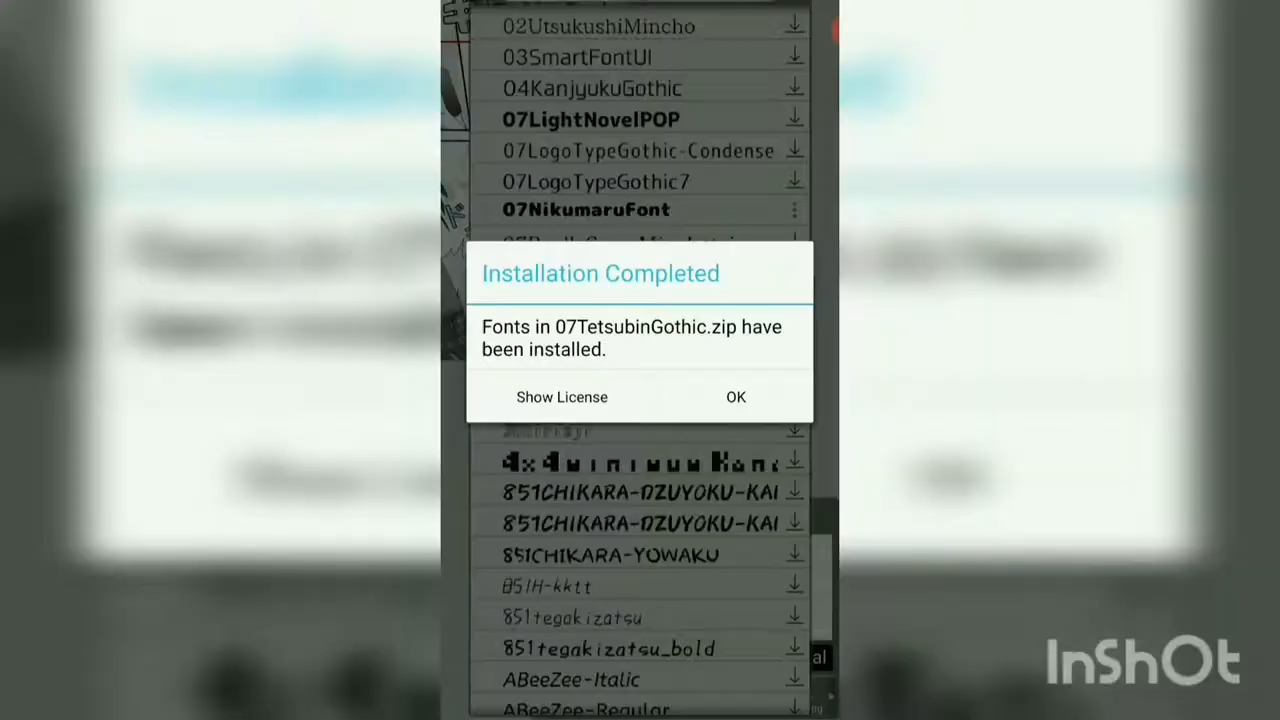 02UtsukushiMincho
03SmartFontUI
04KanjyukuGothic
07LightNovelPOP
07LogoTypeGothic-Condense
07LogoTypeGothic7
07NikumaruFont
Installation Completed
Fonts in 07TetsubinGothic.zip have
been installed.
Show License
OK
851CHIKARA-DZUYOKU-KAI
851CHIKARA-DZUYOKU-KAI
851CHIKARA-YOWAKU
851H-kktt
851tegakizatsu
al
851tegakizatsu_bold
ABeeZee-Italic
ABeeZee-Regular
InShOt